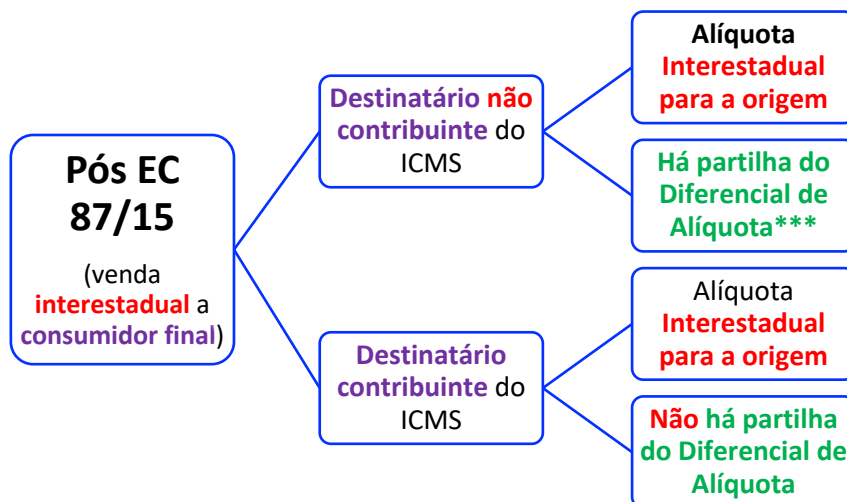 Pós EC
87/15
(venda
interestadual a
consumidor final)
Destinatário não
contribuinte do
ICMS
Alíquota
Interestadual
para a origem
Há partilha do
Diferencial de
Alíquota***
Destinatário
contribuinte do
ICMS
Alíquota
Interestadual
para a origem
Não há partilha
do Diferencial de
Alíquota